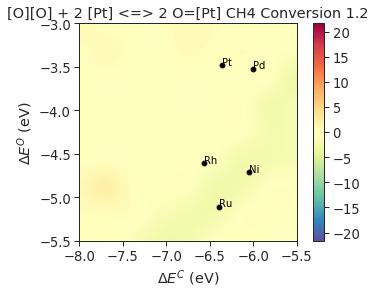 [O][O] + 2 [Pt] <=> 2 O=[Pt] CH4 Conversion 1.2
−3.0
−3.5
−4.0
−4.5
−5.0
−5.5
ΔE^O (eV)
Pt
Pd
Rh
Ni
Ru
−8.0 −7.5 −7.0 −6.5 −6.0 −5.5
ΔE^C (eV)
20
15
10
5
0
−5
−10
−15
−20